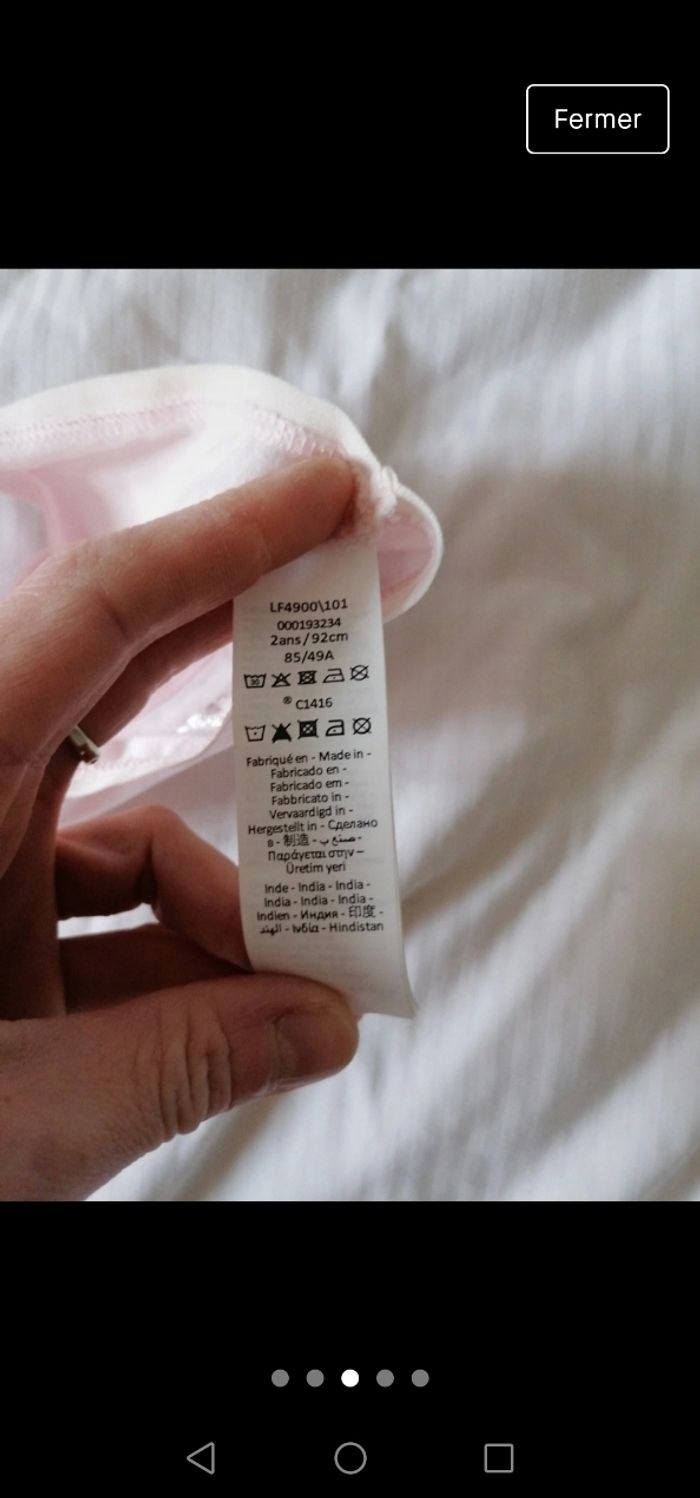 Fermer
LF4900\101
000193234
2ans/92cm
85/49A
30
® C1416
Fabriqué en - Made in -
Fabricado en -
Fabricado em -
Fabbricato in -
Vervaardigd in -
Hergestellt in - Сделано
в - 制造 - صنع ب -
Παράγεται στην –
Üretim yeri
Inde - India - India -
India - India - India -
Indien - Индия - 印度 -
الهند - Ινδία - Hindistan